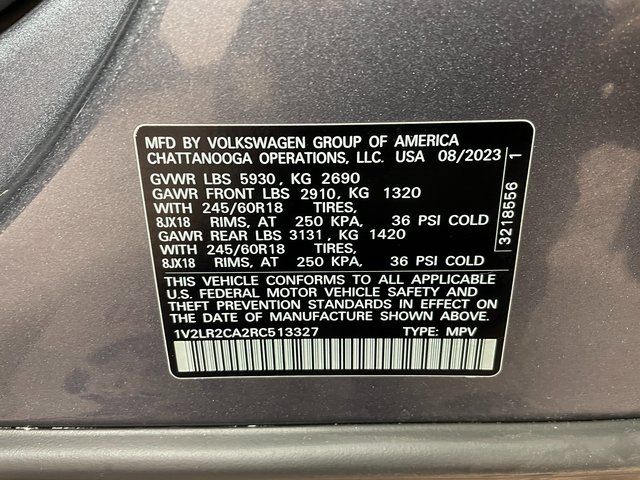 MFD BY VOLKSWAGEN GROUP OF AMERICA
CHATTANOOGA OPERATIONS, LLC. USA 08/2023
GVWR LBS 5930, KG 2690
GAWR FRONT LBS 2910, KG 1320
WITH 245/60R18 TIRES,
8JX18 RIMS, AT 250 KPA, 36 PSI COLD
GAWR REAR LBS 3131, KG 1420
WITH 245/60R18 TIRES,
8JX18 RIMS, AT 250 KPA, 36 PSI COLD
THIS VEHICLE CONFORMS TO ALL APPLICABLE
U.S. FEDERAL MOTOR VEHICLE SAFETY AND
THEFT PREVENTION STANDARDS IN EFFECT ON
THE DATE OF MANUFACTURE SHOWN ABOVE.
1V2LR2CA2RC513327 TYPE: MPV
3218556 1